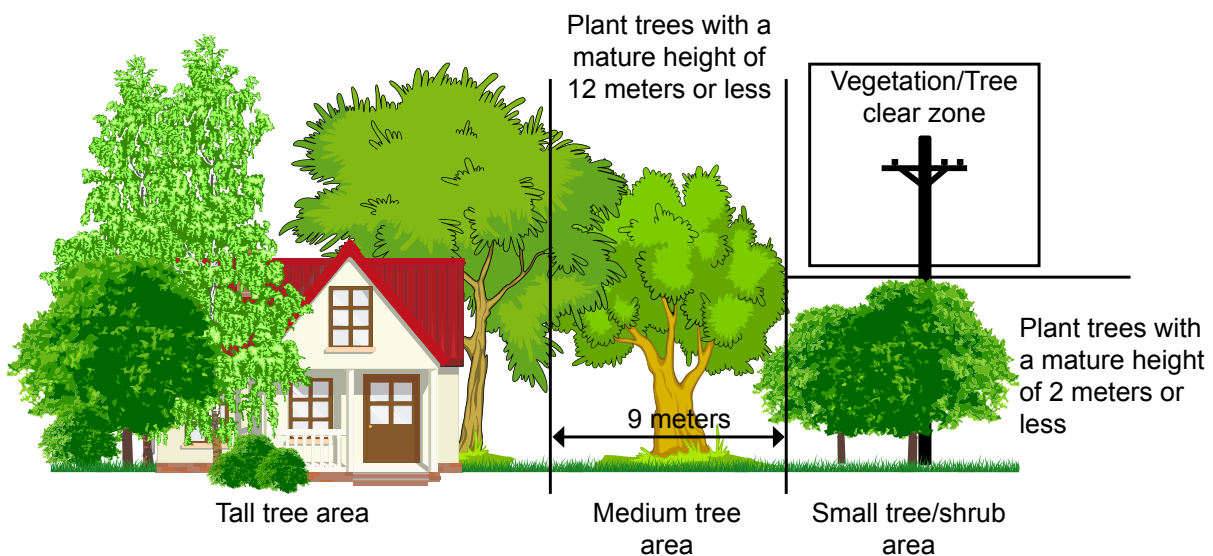 Plant trees with a
mature height of
12 meters or less
Vegetation/Tree
clear zone
Plant trees with
a mature height
of 2 meters or
less
9 meters
Tall tree area
Medium tree
area
Small tree/shrub
area